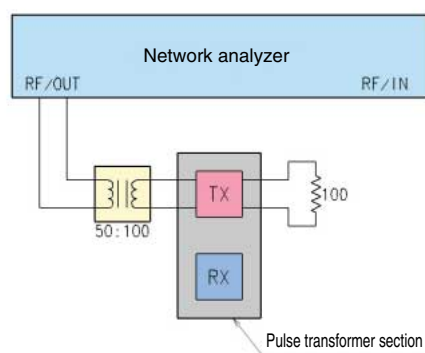 Network analyzer
RF/OUT RF/IN
TX
100
50:100
RX
Pulse transformer section